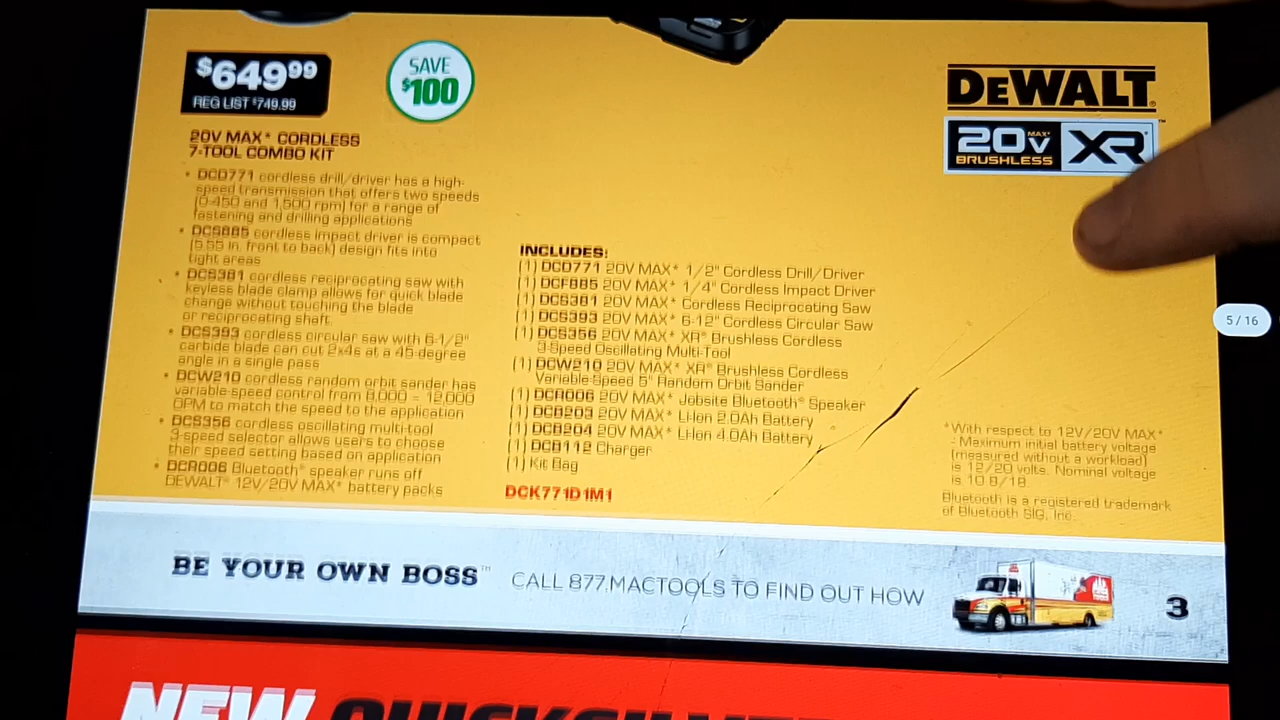 $649.99
REG LIST $749.99
SAVE
$100
DEWALT®
20V MAX* XR®™
BRUSHLESS
20V MAX* CORDLESS
7-TOOL COMBO KIT
• DCD771 cordless drill/driver has a high-
speed transmission that offers two speeds
(0-450 and 1,500 rpm) for a range of
fastening and drilling applications
• DCS885 cordless impact driver is compact
(5.55 in. front to back) design fits into
tight areas
• DCS381 cordless reciprocating saw with
keyless blade clamp allows for quick blade
change without touching the blade
or reciprocating shaft.
• DCS393 cordless circular saw with 6-1/2"
carbide blade can cut 2x4s at a 45-degree
angle in a single pass
• DCW210 cordless random orbit sander has
variable-speed control from 8,000 – 12,000
OPM to match the speed to the application
• DCS356 cordless oscillating multi-tool
3-speed selector allows users to choose
their speed setting based on application
• DCR006 Bluetooth® speaker runs off
DEWALT® 12V/20V MAX* battery packs
INCLUDES:
(1) DCD771 20V MAX* 1/2" Cordless Drill/Driver
(1) DCF885 20V MAX* 1/4" Cordless Impact Driver
(1) DCS381 20V MAX* Cordless Reciprocating Saw
(1) DCS393 20V MAX* 6-12" Cordless Circular Saw
(1) DCS356 20V MAX* XR® Brushless Cordless
3-Speed Oscillating Multi-Tool
(1) DCW210 20V MAX* XR® Brushless Cordless
Variable-Speed 5" Random Orbit Sander
(1) DCR006 20V MAX* Jobsite Bluetooth® Speaker
(1) DCB203 20V MAX* Li-Ion 2.0Ah Battery
(1) DCB204 20V MAX* Li-Ion 4.0Ah Battery
(1) DCB112 Charger
(1) Kit Bag
DCK771D1M1
*With respect to 12V/20V MAX*
- Maximum initial battery voltage
(measured without a workload)
is 12/20 volts. Nominal voltage
is 10.8/18
Bluetooth is a registered trademark
of Bluetooth SIG, Inc.
5 / 16
BE YOUR OWN BOSS™
CALL 877.MACTOOLS TO FIND OUT HOW
3
NEW